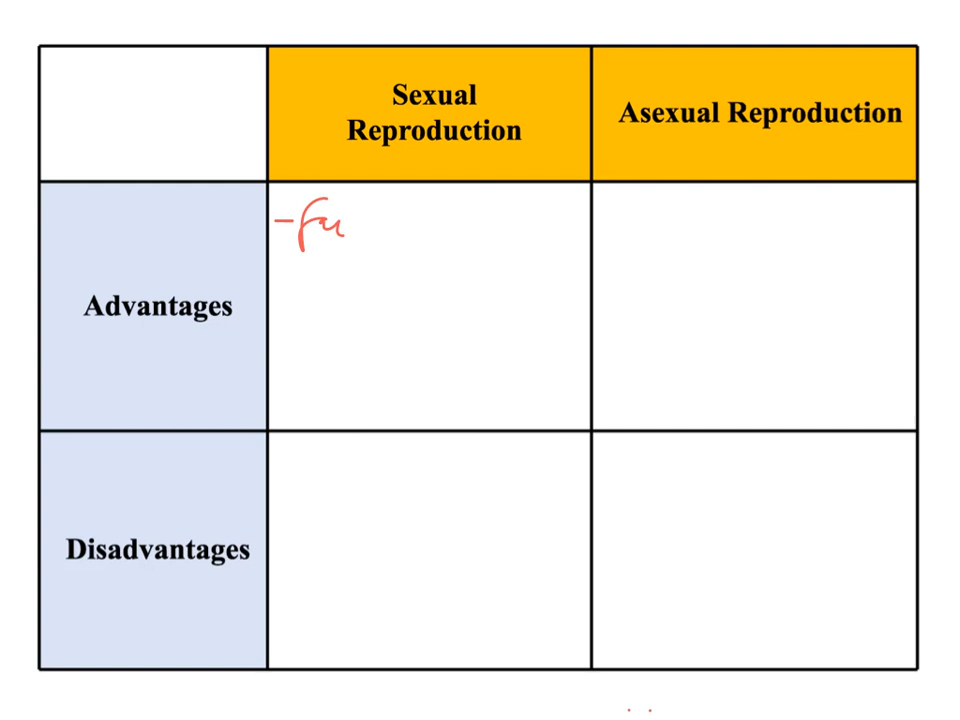 Sexual
Reproduction
Asexual Reproduction
Advantages
Disadvantages